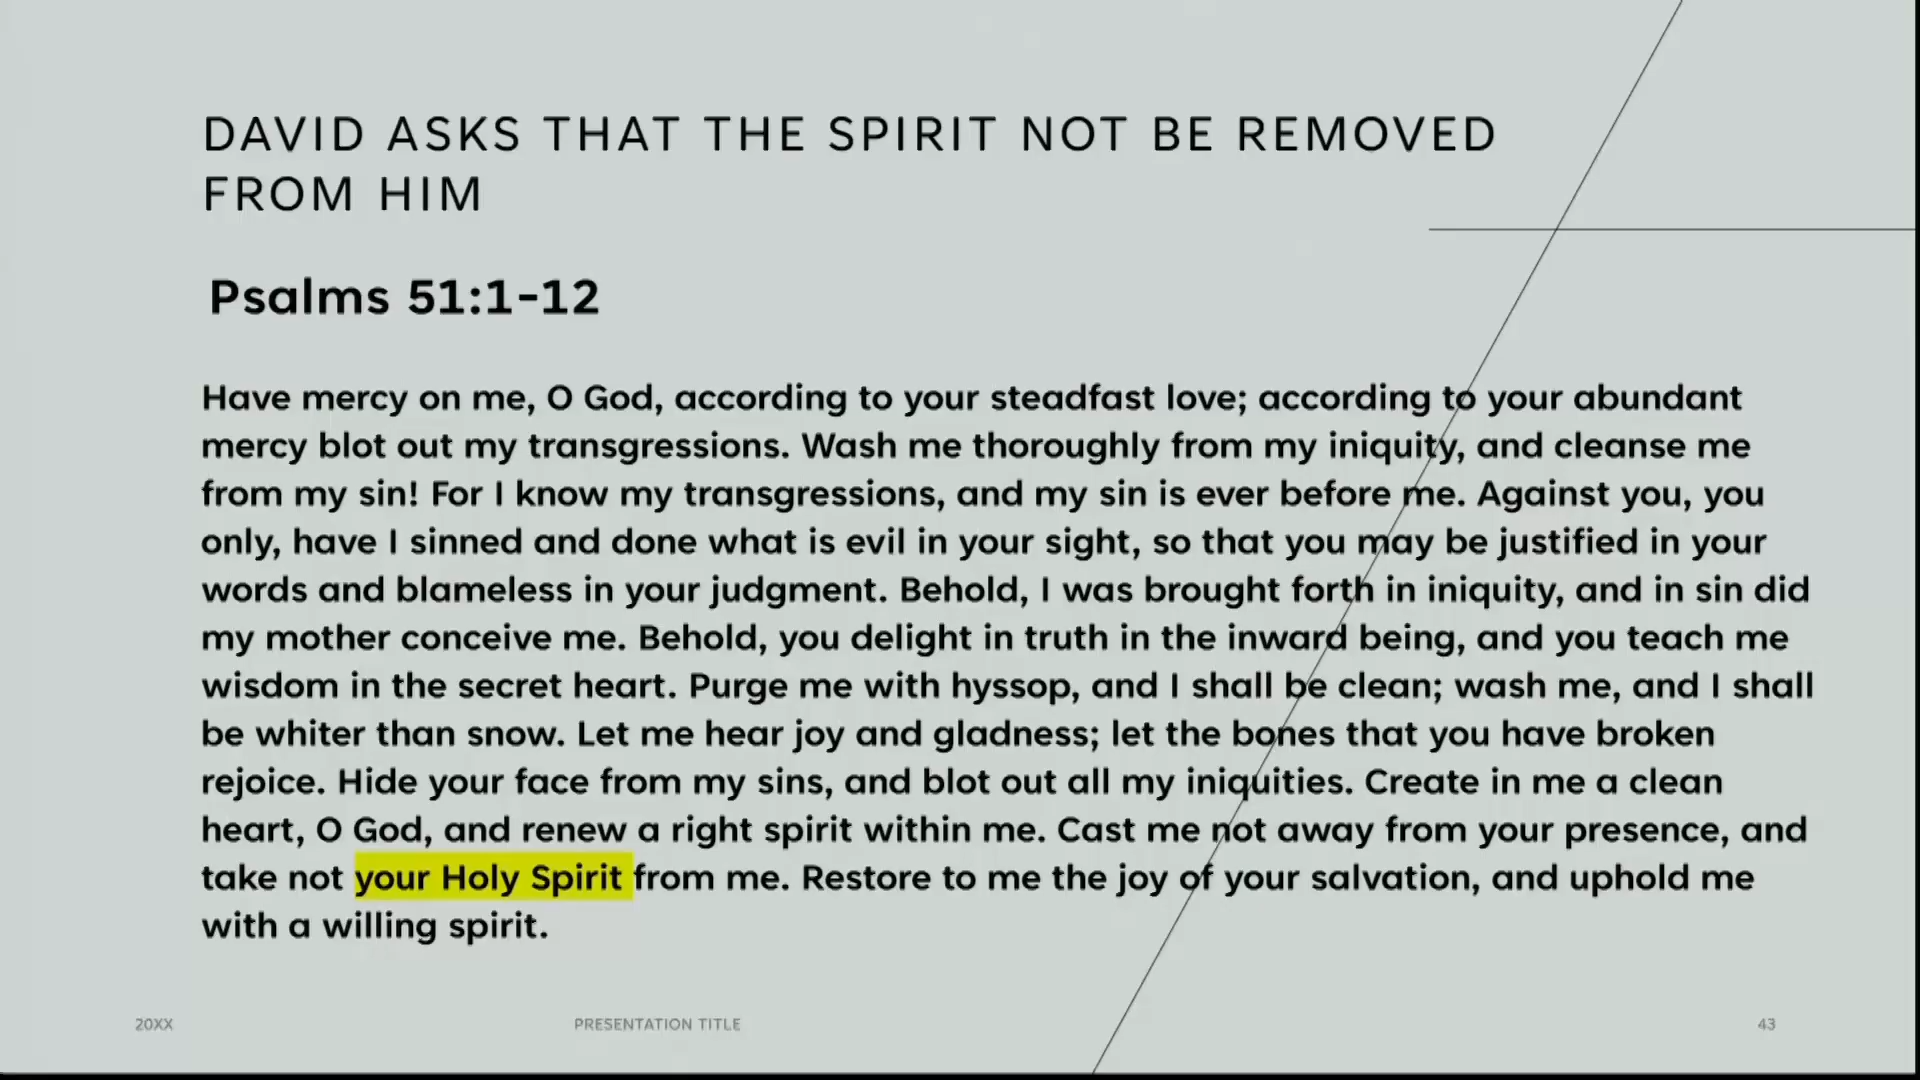 DAVID ASKS THAT THE SPIRIT NOT BE REMOVED
FROM HIM
Psalms 51:1-12
Have mercy on me, O God, according to your steadfast love; according to your abundant
mercy blot out my transgressions. Wash me thoroughly from my iniquity, and cleanse me
from my sin! For I know my transgressions, and my sin is ever before me. Against you, you
only, have I sinned and done what is evil in your sight, so that you may be justified in your
words and blameless in your judgment. Behold, I was brought forth in iniquity, and in sin did
my mother conceive me. Behold, you delight in truth in the inward being, and you teach me
wisdom in the secret heart. Purge me with hyssop, and I shall be clean; wash me, and I shall
be whiter than snow. Let me hear joy and gladness; let the bones that you have broken
rejoice. Hide your face from my sins, and blot out all my iniquities. Create in me a clean
heart, O God, and renew a right spirit within me. Cast me not away from your presence, and
take not your Holy Spirit from me. Restore to me the joy of your salvation, and uphold me
with a willing spirit.
20XX
PRESENTATION TITLE
43